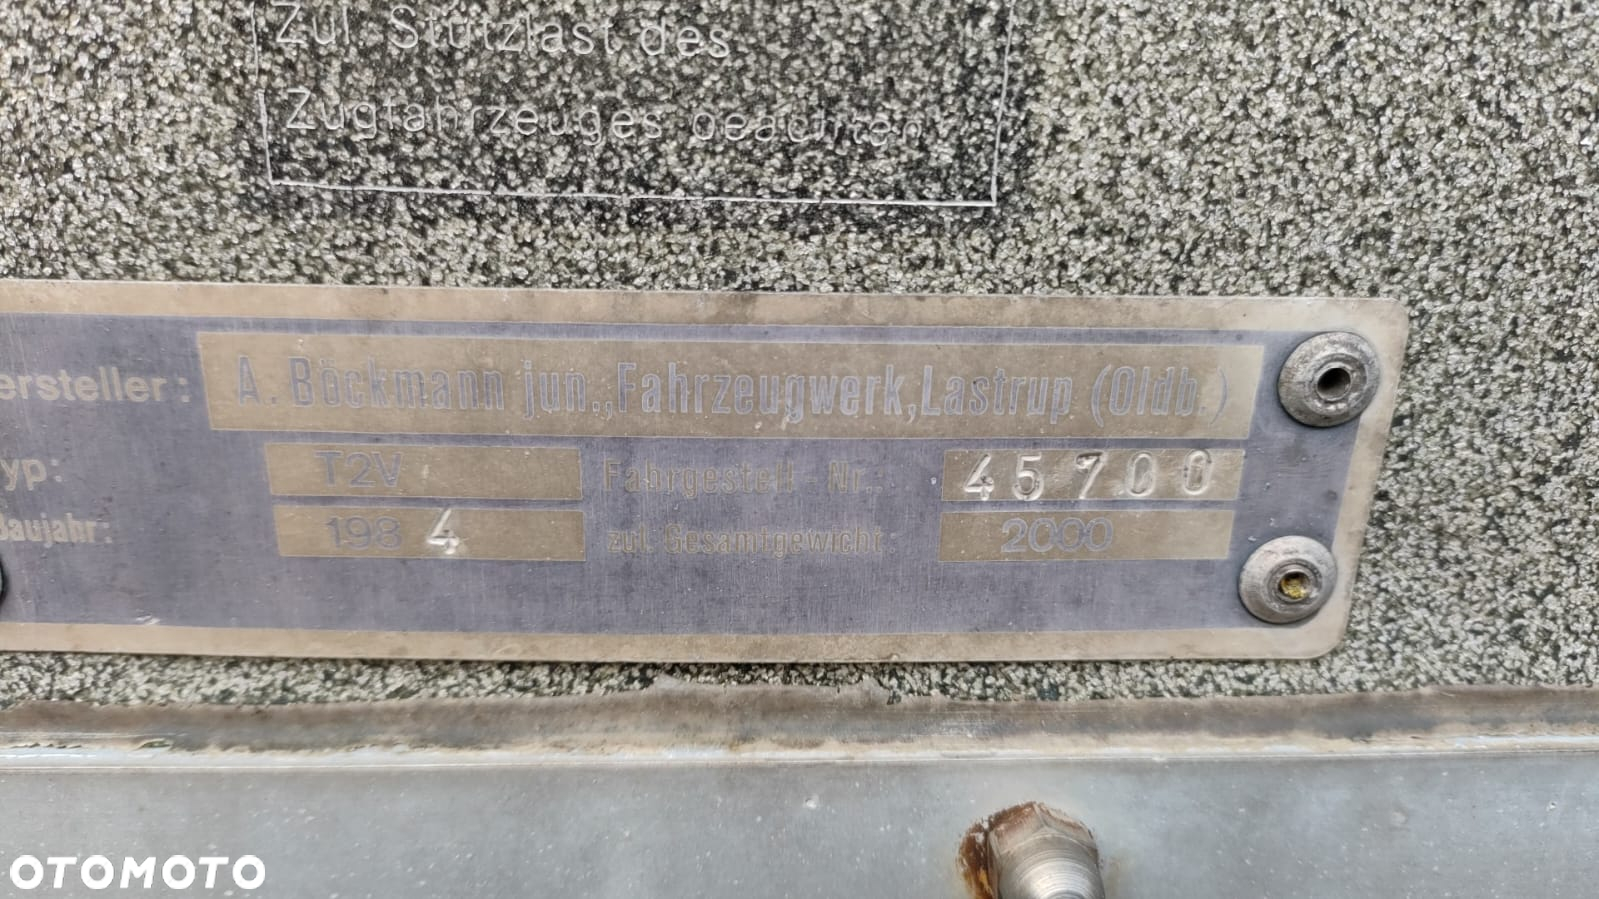 Zul. Stützlast des
Zugfahrzeuges beachten
ersteller: A. Böckmann jun., Fahrzeugwerk, Lastrup (Oldb.)
yp: T2V Fahrgestell-Nr.: 45700
Baujahr: 1984 zul. Gesamtgewicht: 2000
OTOMOTO